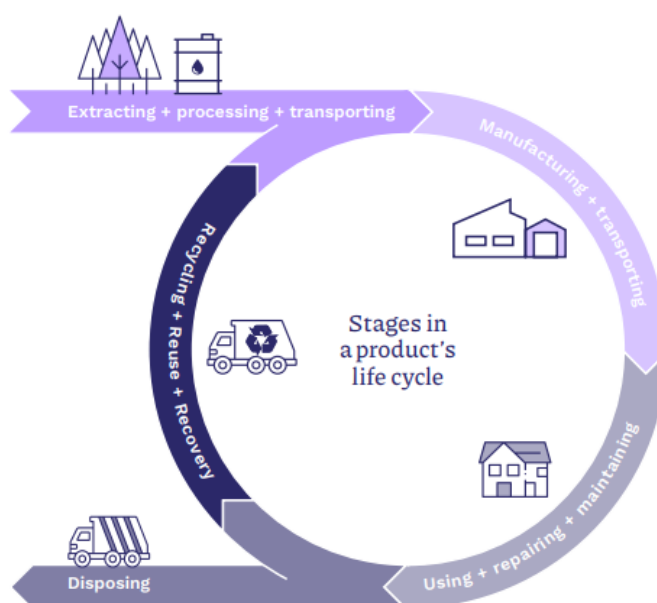 Extracting + processing + transporting
Manufacturing + transporting
Stages in
a product's
life cycle
Recycling + Reuse + Recovery
Using + repairing + maintaining
Disposing